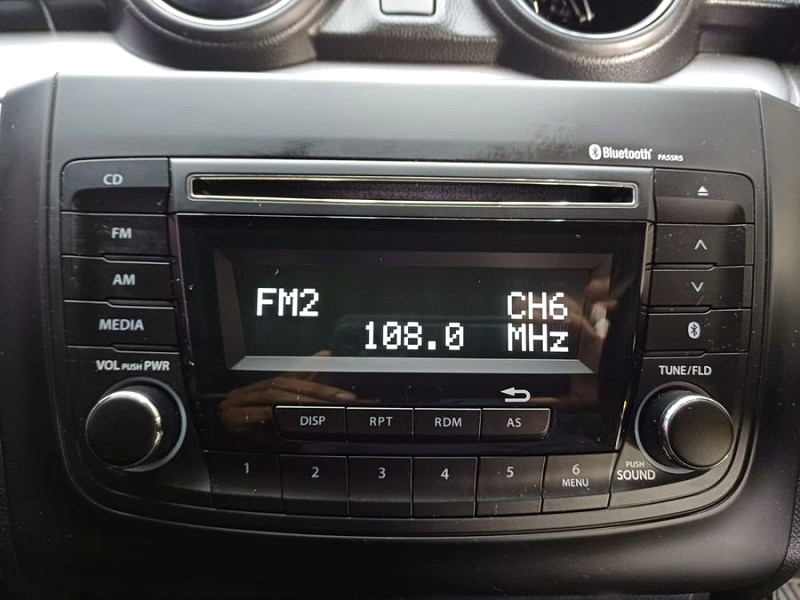 Bluetooth PA55R5
CD
FM
AM
MEDIA
VOL PUSH PWR
FM2 CH6
108.0 MHz
TUNE/FLD
DISP RPT RDM AS
1 2 3 4 5 6
MENU
PUSH
SOUND